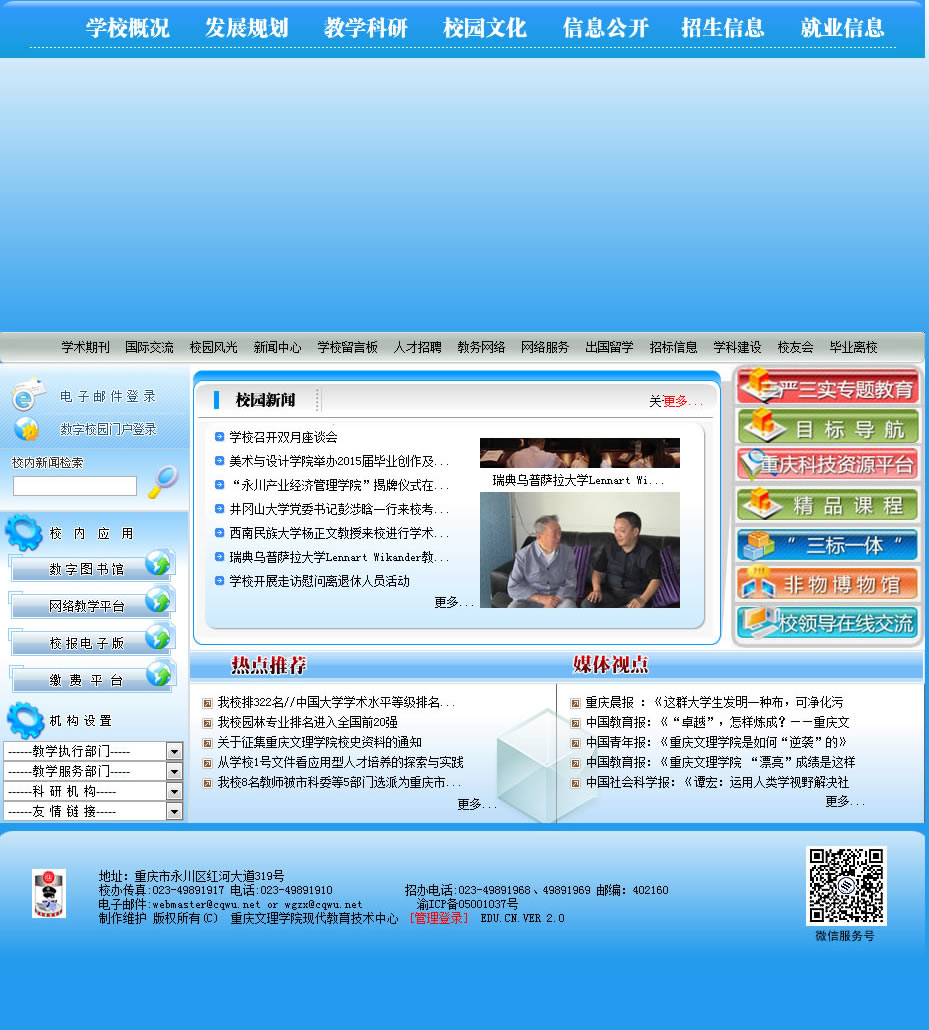 学校概况 发展规划 教学科研 校园文化 信息公开 招生信息 就业信息
学术期刊 国际交流 校园风光 新闻中心 学校留言板 人才招聘 教务网络 网络服务 出国留学 招标信息 学科建设 校友会 毕业离校
电子邮件登录
数字校园门户登录
校内新闻检索
校内应用
数字图书馆
网络教学平台
校报电子版
缴费平台
机构设置
------教学执行部门-----
------教学服务部门-----
------科 研 机 构-----
------友 情 链 接-----
校园新闻
关更多...
学校召开双月座谈会
美术与设计学院举办2015届毕业创作及...
“永川产业经济管理学院”揭牌仪式在...
井冈山大学党委书记彭涉晗一行来校考...
西南民族大学杨正文教授来校进行学术...
瑞典乌普萨拉大学Lennart Wikander教...
学校开展走访慰问离退休人员活动
更多...
瑞典乌普萨拉大学Lennart Wi...
严三实专题教育
目标导航
重庆科技资源平台
精品课程
“三标一体”
非物博物馆
校领导在线交流
热点推荐
我校排322名//中国大学学术水平等级排名...
我校园林专业排名进入全国前20强
关于征集重庆文理学院校史资料的通知
从学校1号文件看应用型人才培养的探索与实践
我校8名教师被市科委等5部门选派为重庆市...
更多...
媒体视点
重庆晨报 ：《这群大学生发明一种布，可净化污
中国教育报：《“卓越”，怎样炼成？－－重庆文
中国青年报：《重庆文理学院是如何“逆袭”的》
中国教育报：《重庆文理学院 “漂亮”成绩是这样
中国社会科学报：《谭宏：运用人类学视野解决社
更多...
地址：重庆市永川区红河大道319号
校办传真:023-49891917 电话:023-49891910 招办电话:023-49891968、49891969 邮编：402160
电子邮件:webmaster@cqwu.net or wgzx@cqwu.net 渝ICP备05001037号
制作维护 版权所有(C) 重庆文理学院现代教育技术中心 [管理登录] EDU.CN.VER 2.0
微信服务号